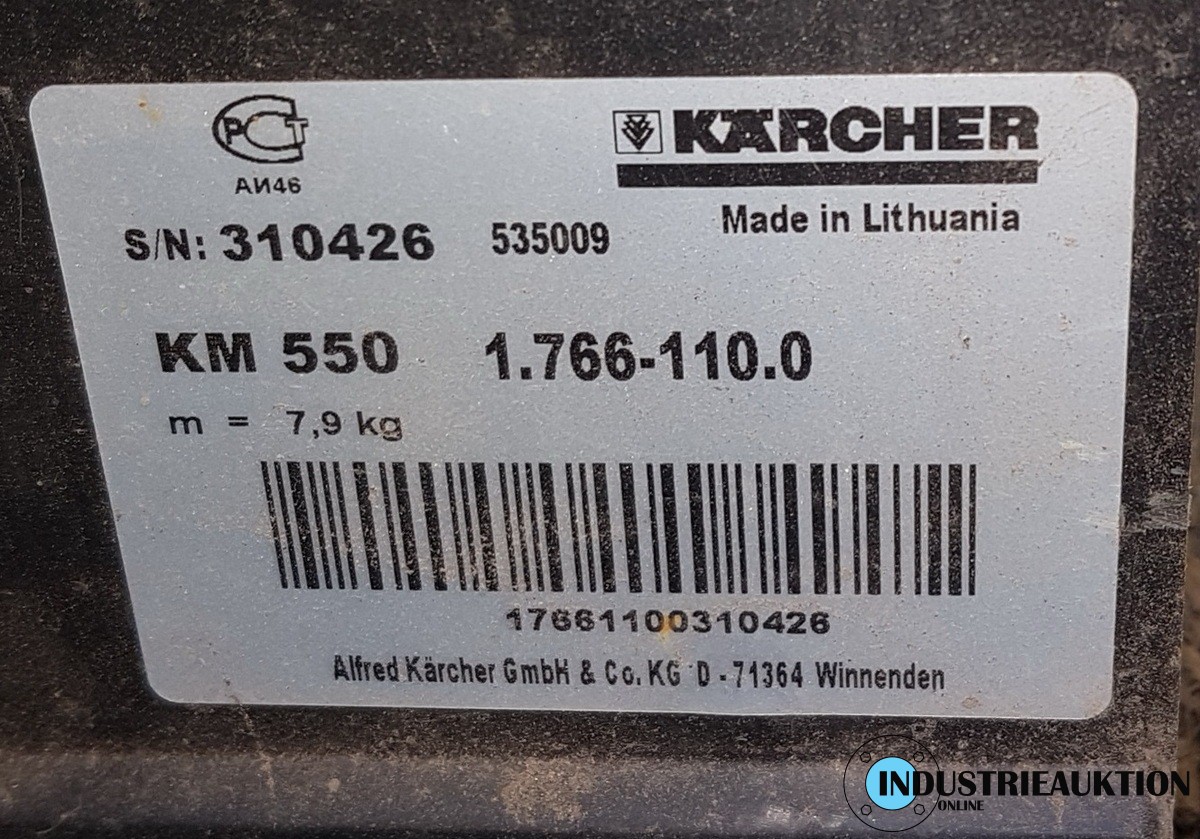 РСТ
АИ46
KÄRCHER
Made in Lithuania
S/N: 310426 535009
KM 550 1.766-110.0
m = 7,9 kg
17661100310426
Alfred Kärcher GmbH & Co. KG D - 71364 Winnenden
INDUSTRIEAUKTION
ONLINE